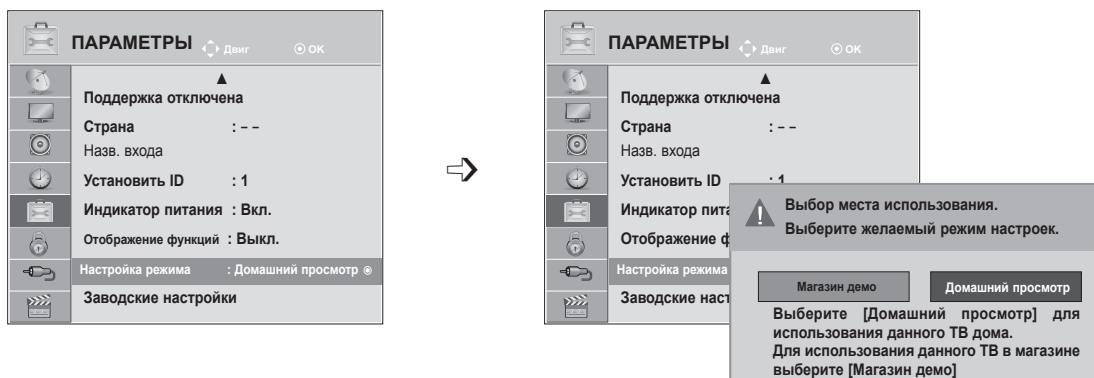 ПАРАМЕТРЫ Двиг OK
Поддержка отключена
Страна : – –
Назв. входа
Установить ID : 1
Индикатор питания : Вкл.
Отображение функций : Выкл.
Настройка режима : Домашний просмотр
Заводские настройки
ПАРАМЕТРЫ Двиг OK
Поддержка отключена
Страна : – –
Назв. входа
Установить ID : 1
Индикатор пита
Отображение ф
Настройка режима
Заводские наст
Выбор места использования.
Выберите желаемый режим настроек.
Магазин демо Домашний просмотр
Выберите [Домашний просмотр] для
использования данного ТВ дома.
Для использования данного ТВ в магазине
выберите [Магазин демо]